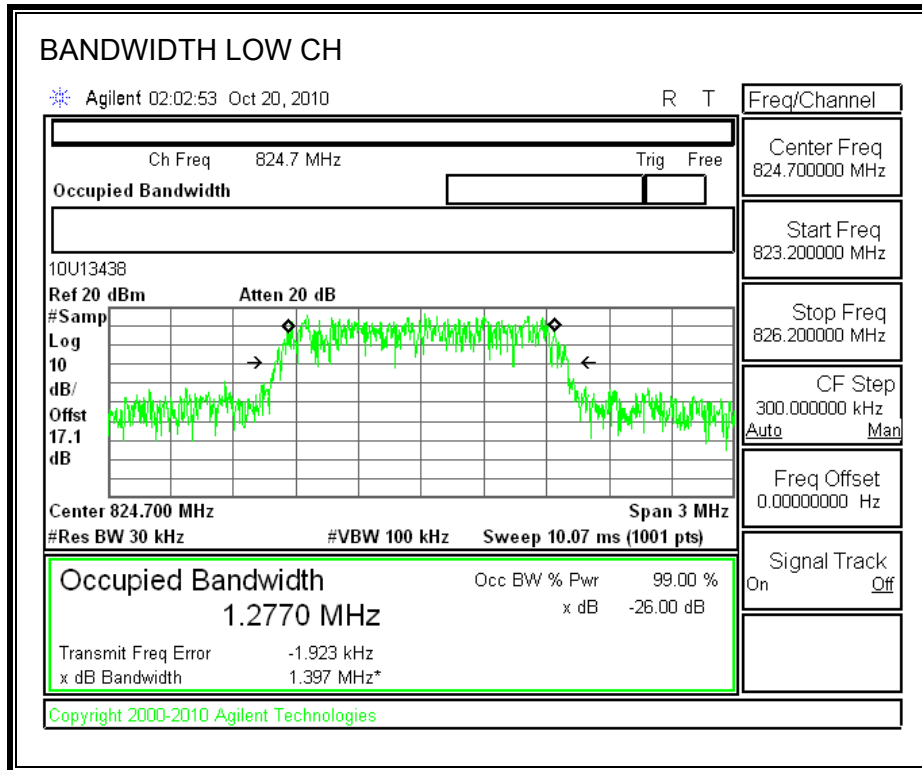 BANDWIDTH LOW CH
Agilent 02:02:53 Oct 20, 2010 R T
Freq/Channel
Ch Freq 824.7 MHz Trig Free
Occupied Bandwidth
Center Freq
824.700000 MHz
Start Freq
823.200000 MHz
Stop Freq
826.200000 MHz
CF Step
300.000000 kHz
Auto Man
Freq Offset
0.00000000 Hz
Signal Track
On Off
10U13438
Ref 20 dBm Atten 20 dB
#Samp
Log
10
dB/
Offst
17.1
dB
Center 824.700 MHz Span 3 MHz
#Res BW 30 kHz #VBW 100 kHz Sweep 10.07 ms (1001 pts)
Occupied Bandwidth Occ BW % Pwr 99.00 %
1.2770 MHz x dB -26.00 dB
Transmit Freq Error -1.923 kHz
x dB Bandwidth 1.397 MHz*
Copyright 2000-2010 Agilent Technologies